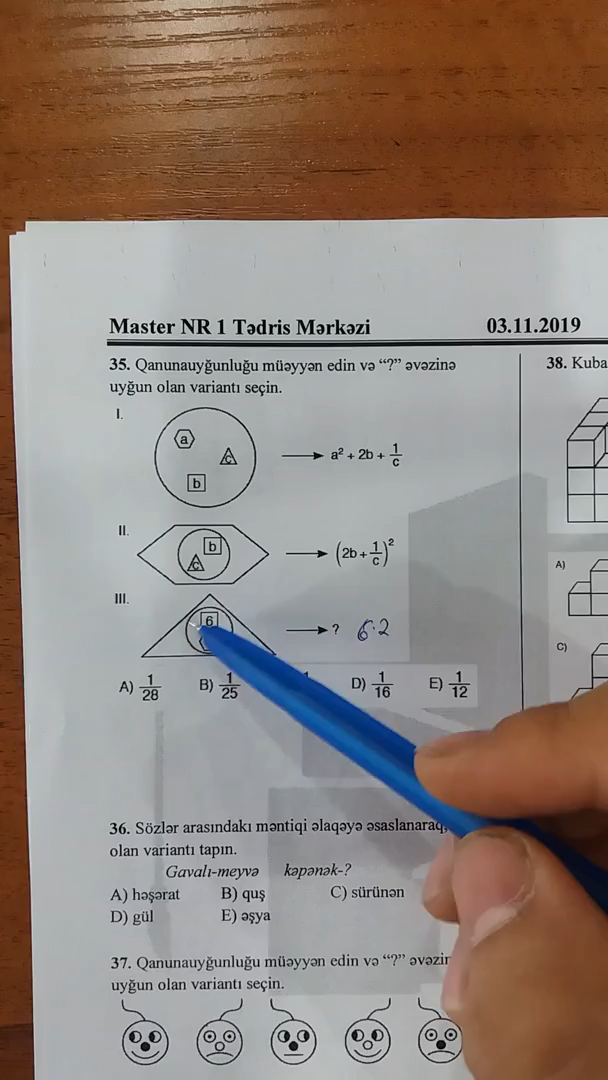 Master NR 1 Tədris Mərkəzi 03.11.2019
35. Qanunauyğunluğu müəyyən edin və “?” əvəzinə
uyğun olan variantı seçin.
I.
a
c
b
a² + 2b + 1/c
II.
b
c
(2b + 1/c)²
III.
6
? 6·2
A) 1/28 B) 1/25 D) 1/16 E) 1/12
36. Sözlər arasındakı məntiqi əlaqəyə əsaslanaraq,
olan variantı tapın.
Gavalı-meyvə kəpənək-?
A) həşərat B) quş C) sürünən
D) gül E) əşya
37. Qanunauyğunluğu müəyyən edin və “?”
uyğun olan variantı seçin.
38. Kuba
A)
C)